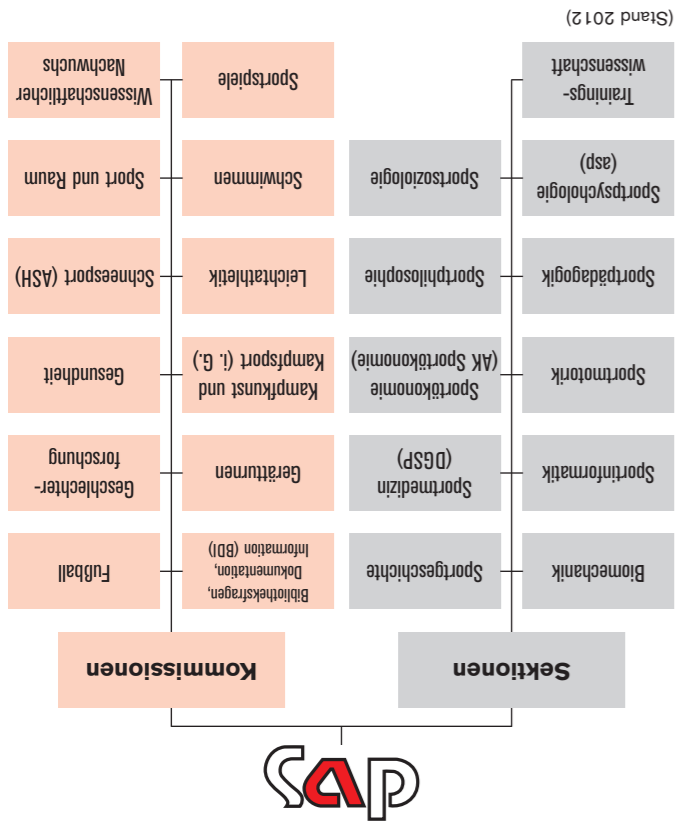 dvs
Sektionen
Kommissionen
Biomechanik
Sportgeschichte
Bibliotheksfragen,
Dokumentation,
Information (BDI)
Fußball
Sportinformatik
Sportmedizin
(DGSP)
Gerätturnen
Geschlechter-
forschung
Sportmotorik
Sportökonomie
(AK Sportökonomie)
Kampfkunst und
Kampfsport (i. G.)
Gesundheit
Sportpädagogik
Sportphilosophie
Leichtathletik
Schneesport (ASH)
Sportpsychologie
(asp)
Sportsoziologie
Schwimmen
Sport und Raum
Trainings-
wissenschaft
Sportspiele
Wissenschaftlicher
Nachwuchs
(Stand 2012)